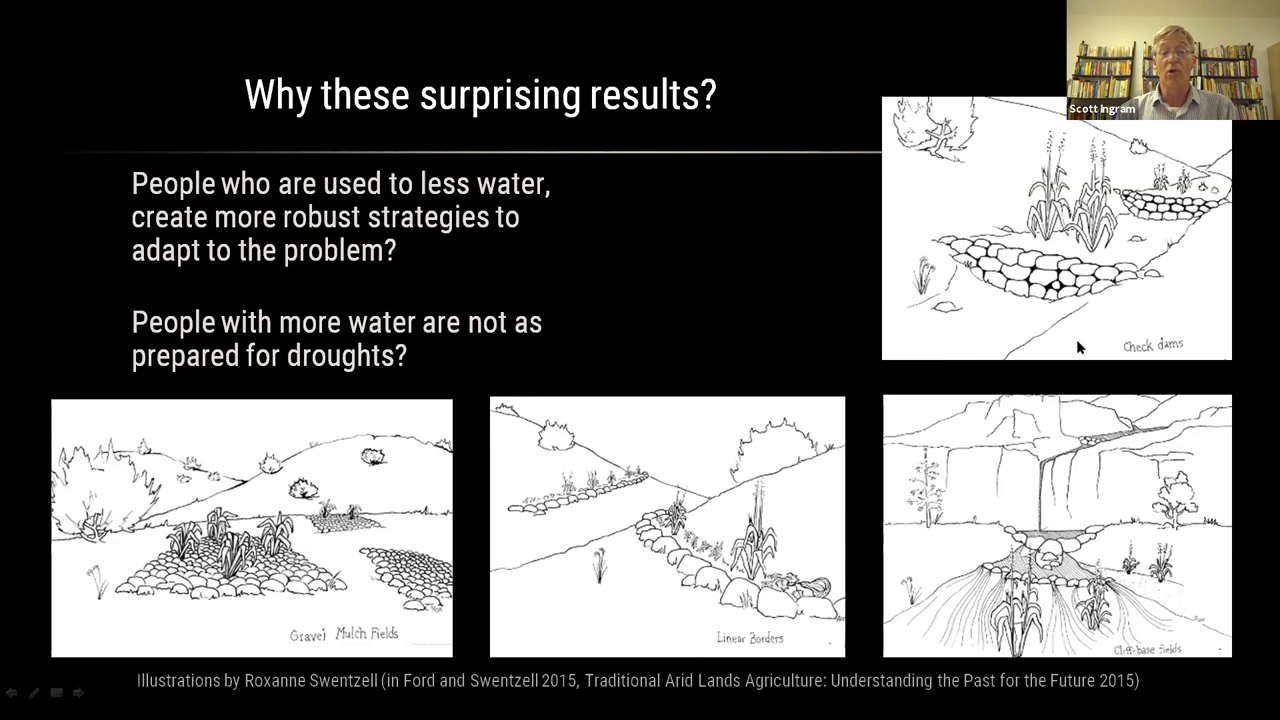 Why these surprising results?
Scott Ingram
People who are used to less water,
create more robust strategies to
adapt to the problem?
People with more water are not as
prepared for droughts?
Check dams
Gravel Mulch Fields
Linear Borders
Cliff-base fields
Illustrations by Roxanne Swentzell (in Ford and Swentzell 2015, Traditional Arid Lands Agriculture: Understanding the Past for the Future 2015)